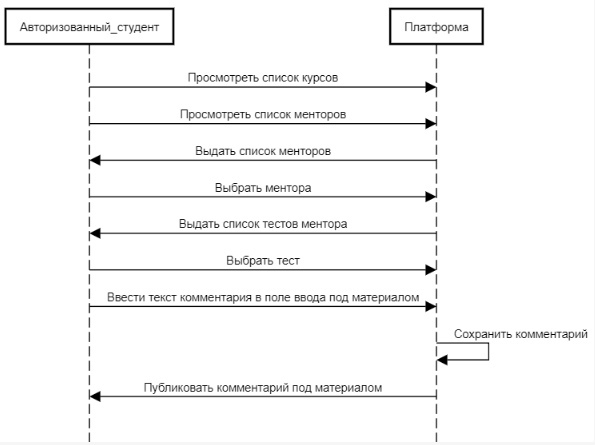 Авторизованный_студент
Платформа
Просмотреть список курсов
Просмотреть список менторов
Выдать список менторов
Выбрать ментора
Выдать список тестов ментора
Выбрать тест
Ввести текст комментария в поле ввода под материалом
Сохранить комментарий
Публиковать комментарий под материалом